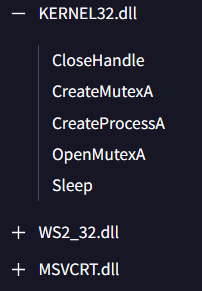 KERNEL32.dll
CloseHandle
CreateMutexA
CreateProcessA
OpenMutexA
Sleep
WS2_32.dll
MSVCRT.dll